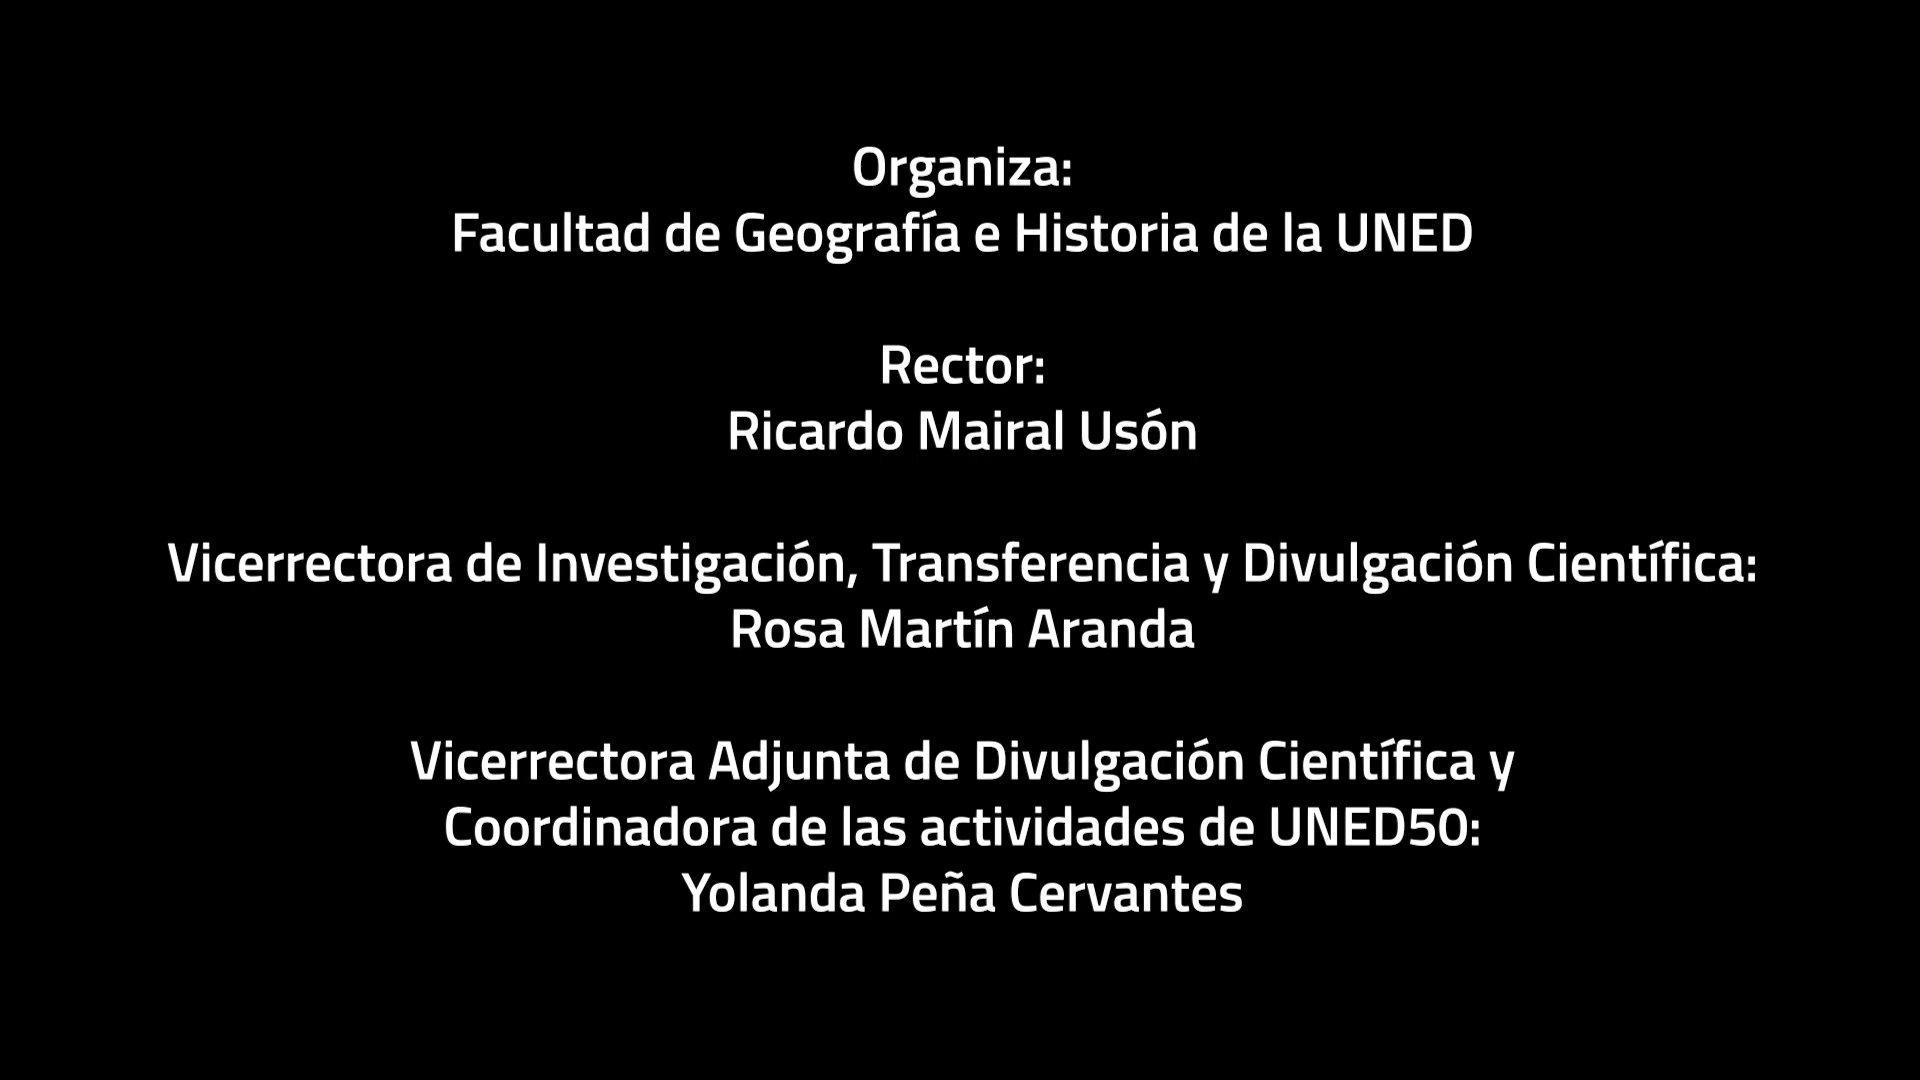 Organiza:
Facultad de Geografía e Historia de la UNED
Rector:
Ricardo Mairal Usón
Vicerrectora de Investigación, Transferencia y Divulgación Científica:
Rosa Martín Aranda
Vicerrectora Adjunta de Divulgación Científica y
Coordinadora de las actividades de UNED50:
Yolanda Peña Cervantes